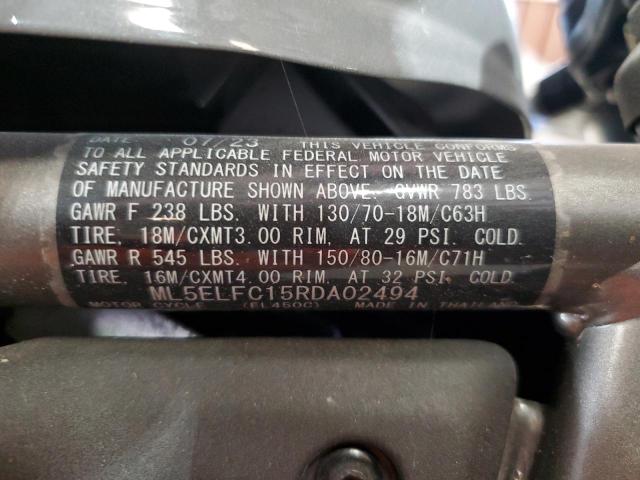 DATE: 07/23 THIS VEHICLE CONFORMS
TO ALL APPLICABLE FEDERAL MOTOR VEHICLE
SAFETY STANDARDS IN EFFECT ON THE DATE
OF MANUFACTURE SHOWN ABOVE. GVWR 783 LBS.
GAWR F 238 LBS. WITH 130/70-18M/C63H
TIRE, 18M/CXMT3.00 RIM, AT 29 PSI. COLD.
GAWR R 545 LBS. WITH 150/80-16M/C71H
TIRE, 16M/CXMT4.00 RIM, AT 32 PSI. COLD.
ML5ELFC15RDA02494
MOTOR CYCLE (EL450C) MADE IN THAILAND